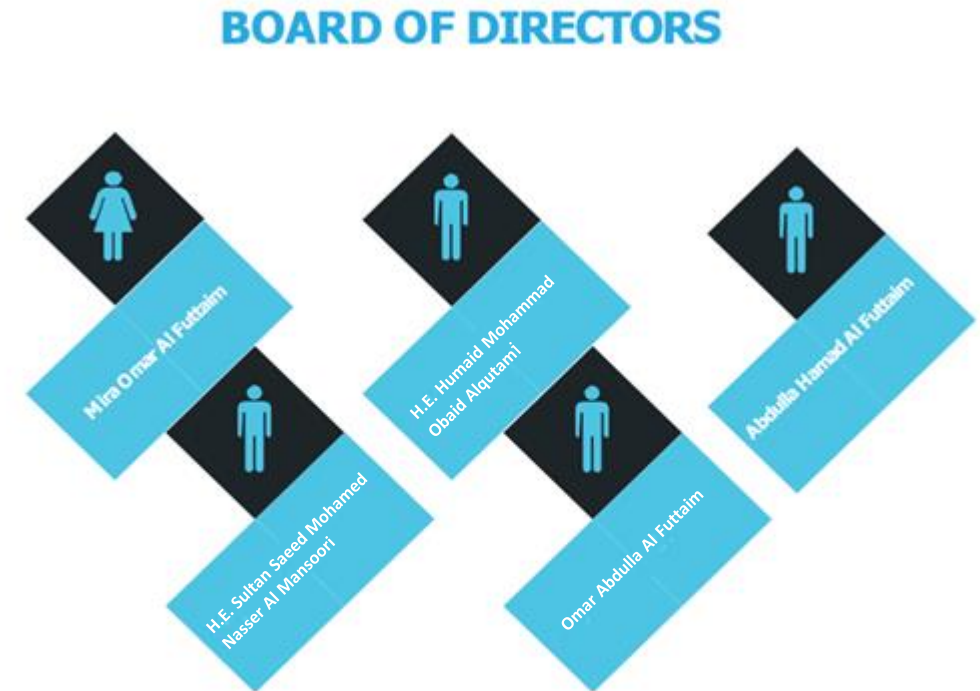 BOARD OF DIRECTORS
Mira Omar Al Futtaim
H.E. Humaid Mohammad
Obaid Alqutami
Abdulla Hamad Al Futtaim
H.E. Sultan Saeed Mohamed
Nasser Al Mansoori
Omar Abdulla Al Futtaim